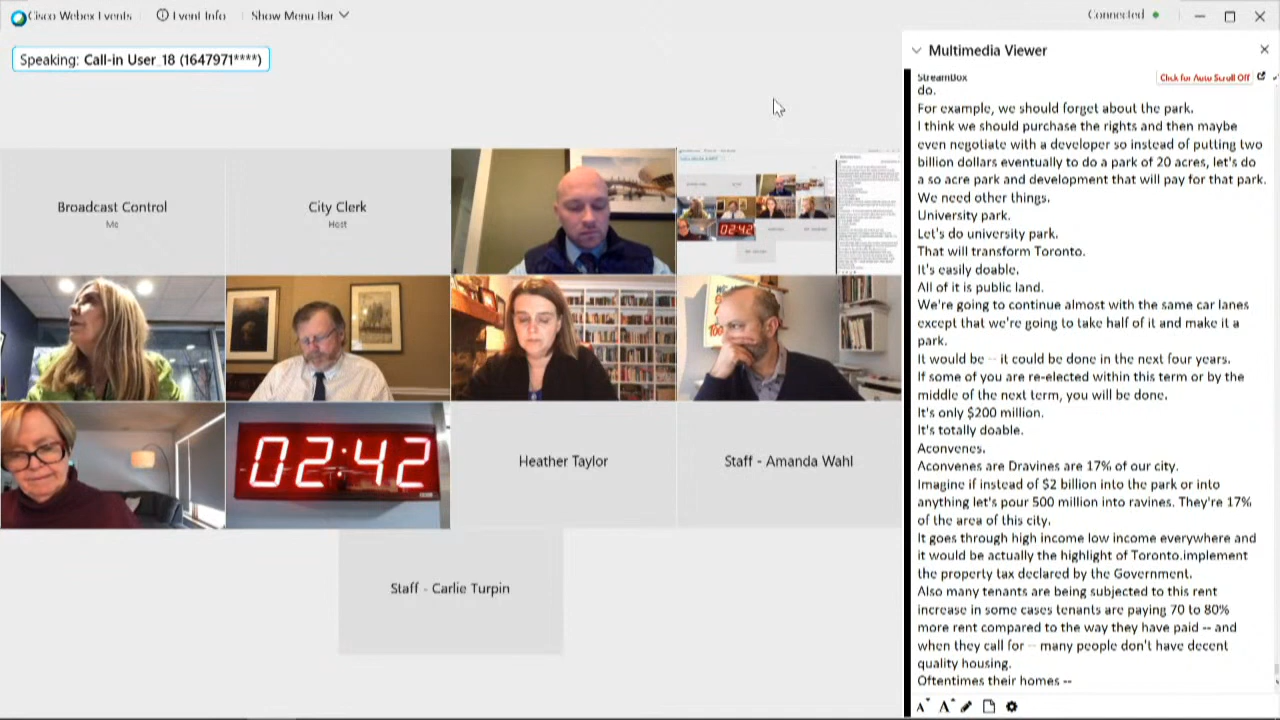 Cisco Webex Events
Event Info
Show Menu Bar
Connected
Speaking: Call-in User_18 (1647971****)
Multimedia Viewer
StreamBox
Click for Auto Scroll Off
do.
For example, we should forget about the park.
I think we should purchase the rights and then maybe
even negotiate with a developer so instead of putting two
billion dollars eventually to do a park of 20 acres, let's do
a so acre park and development that will pay for that park.
We need other things.
University park.
Let's do university park.
That will transform Toronto.
It's easily doable.
All of it is public land.
We're going to continue almost with the same car lanes
except that we're going to take half of it and make it a
park.
It would be -- it could be done in the next four years.
If some of you are re-elected within this term or by the
middle of the next term, you will be done.
It's only $200 million.
It's totally doable.
Aconvenes.
Aconvenes are Dravines are 17% of our city.
Imagine if instead of $2 billion into the park or into
anything let's pour 500 million into ravines. They're 17%
of the area of this city.
It goes through high income low income everywhere and
it would be actually the highlight of Toronto.implement
the property tax declared by the Government.
Also many tenants are being subjected to this rent
increase in some cases tenants are paying 70 to 80%
more rent compared to the way they have paid -- and
when they call for -- many people don't have decent
quality housing.
Oftentimes their homes --
Broadcast Cons...
Me
City Clerk
Host
02:42
02:42
Heather Taylor
Staff - Amanda Wahl
Staff - Carlie Turpin